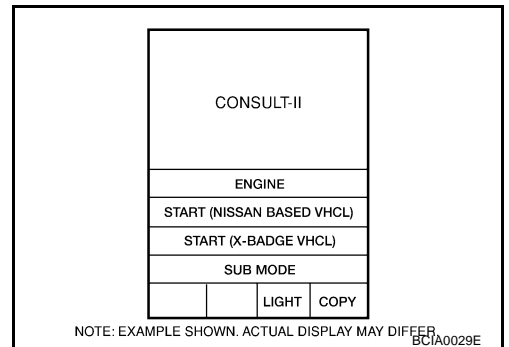 CONSULT-II
ENGINE
START (NISSAN BASED VHCL)
START (X-BADGE VHCL)
SUB MODE
LIGHT COPY
NOTE: EXAMPLE SHOWN. ACTUAL DISPLAY MAY DIFFER.
BCIA0029E